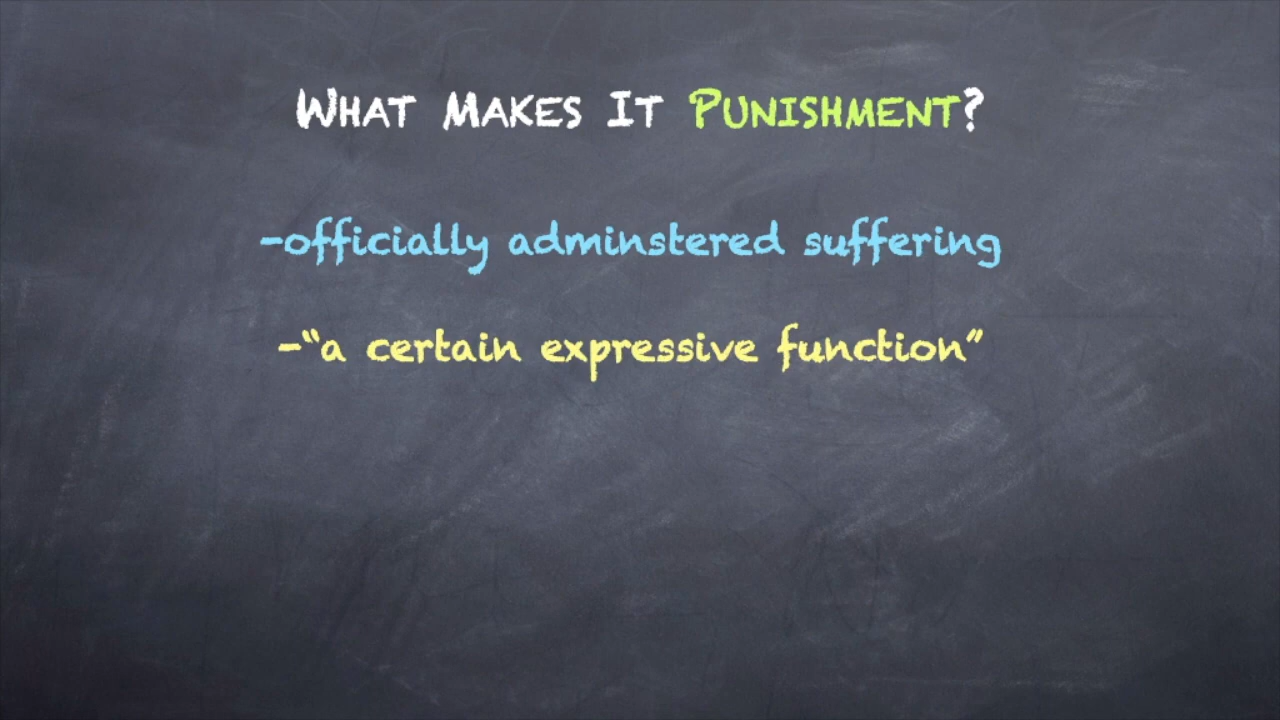 What Makes It Punishment?
-officially adminstered suffering
-“a certain expressive function”